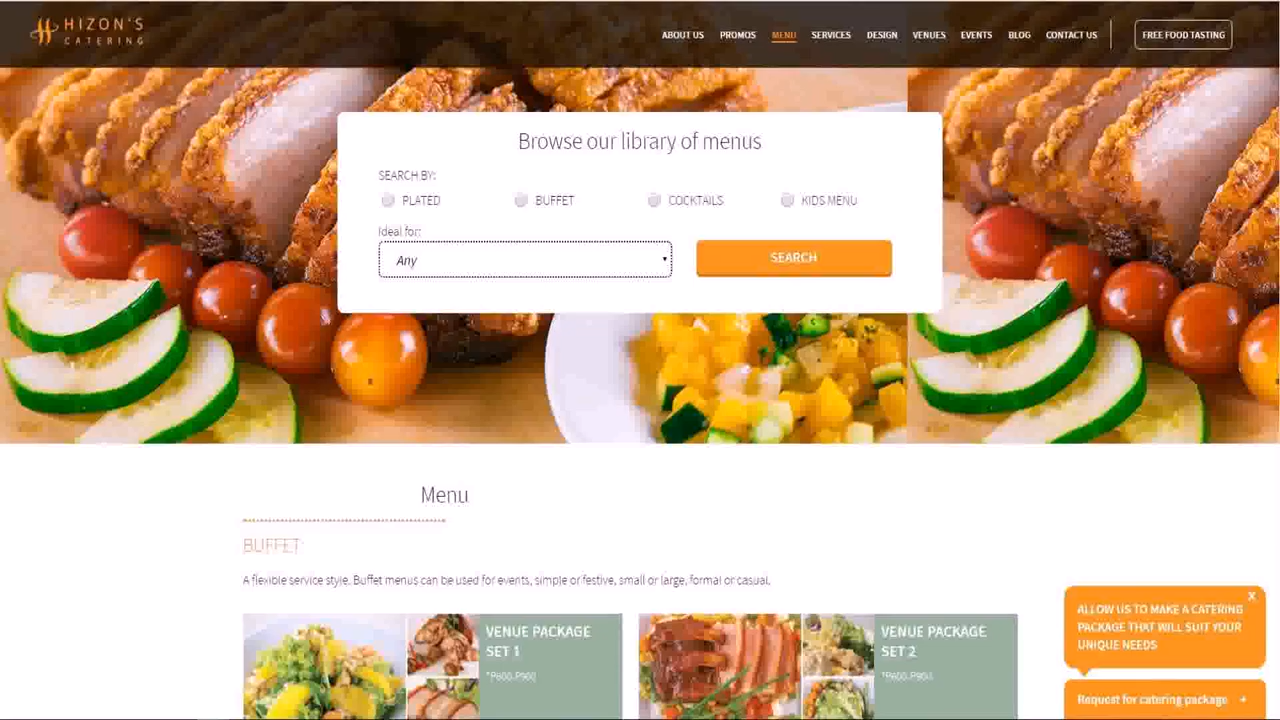 HIZON'S
CATERING
ABOUT US PROMOS MENU SERVICES DESIGN VENUES EVENTS BLOG CONTACT US FREE FOOD TASTING
Browse our library of menus
SEARCH BY:
PLATED BUFFET COCKTAILS KIDS MENU
Ideal for:
Any
SEARCH
Menu
BUFFET
A flexible service style. Buffet menus can be used for events, simple or festive, small or large, formal or casual.
VENUE PACKAGE
SET 1
*P600-P900
VENUE PACKAGE
SET 2
*P600-P900
X
ALLOW US TO MAKE A CATERING
PACKAGE THAT WILL SUIT YOUR
UNIQUE NEEDS
Request for catering package +